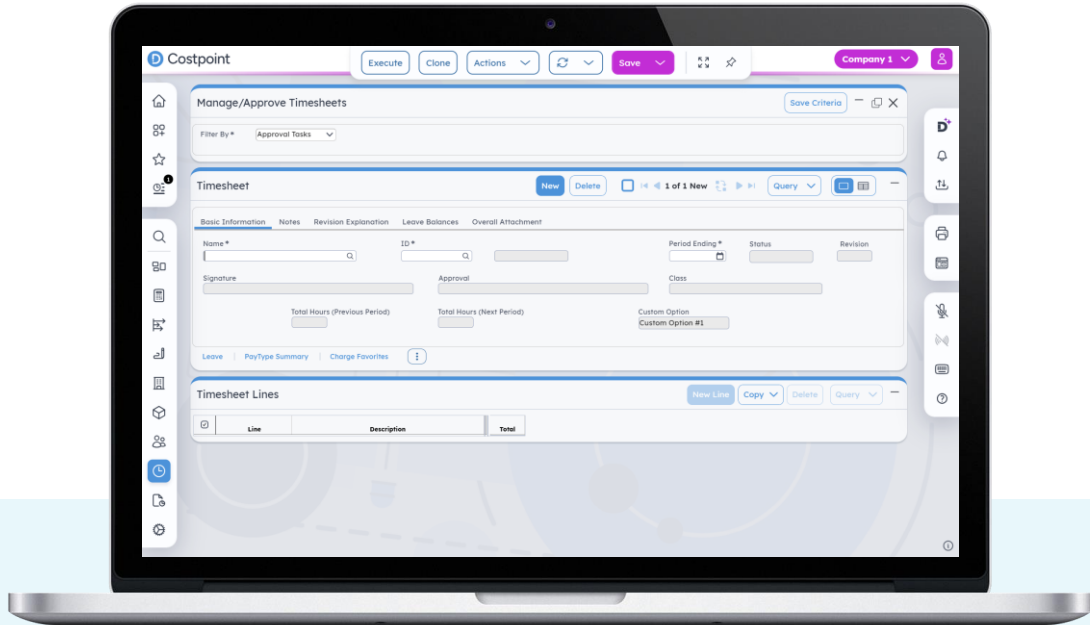 D Costpoint Execute Clone Actions Save Company 1
Manage/Approve Timesheets Save Criteria
Filter By * Approval Tasks
D
1
Timesheet New Delete 1 of 1 New Query
Basic Information Notes Revision Explanation Leave Balances Overall Attachment
Name * ID * Period Ending * Status Revision
Signature Approval Class
Total Hours (Previous Period) Total Hours (Next Period) Custom Option
Custom Option #1
Leave PayType Summary Charge Favorites
Timesheet Lines New Line Copy Delete Query
Line Description Total